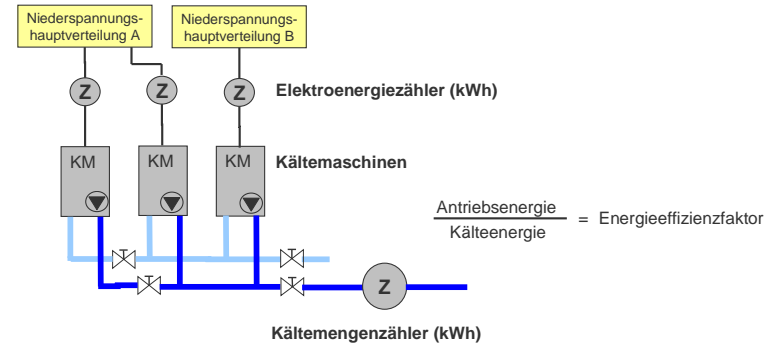 Niederspannungs-
hauptverteilung A
Niederspannungs-
hauptverteilung B
Z
Z
Z
Elektroenergiezähler (kWh)
KM
KM
KM
Kältemaschinen
Antriebsenergie
Kälteenergie
= Energieeffizienzfaktor
Z
Kältemengenzähler (kWh)